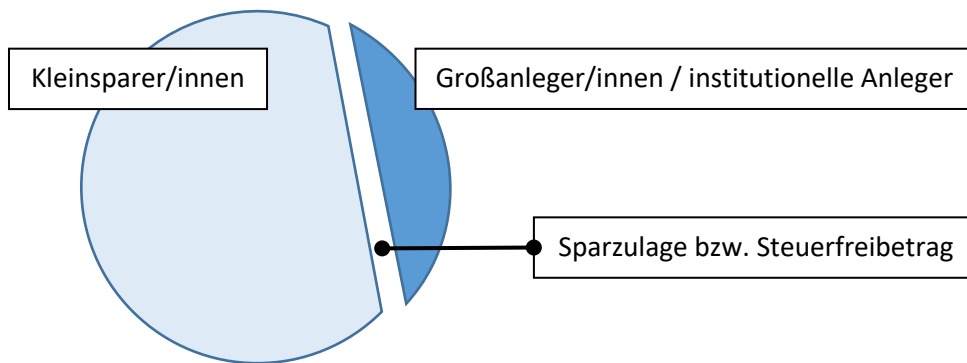 Kleinsparer/innen
Großanleger/innen / institutionelle Anleger
Sparzulage bzw. Steuerfreibetrag